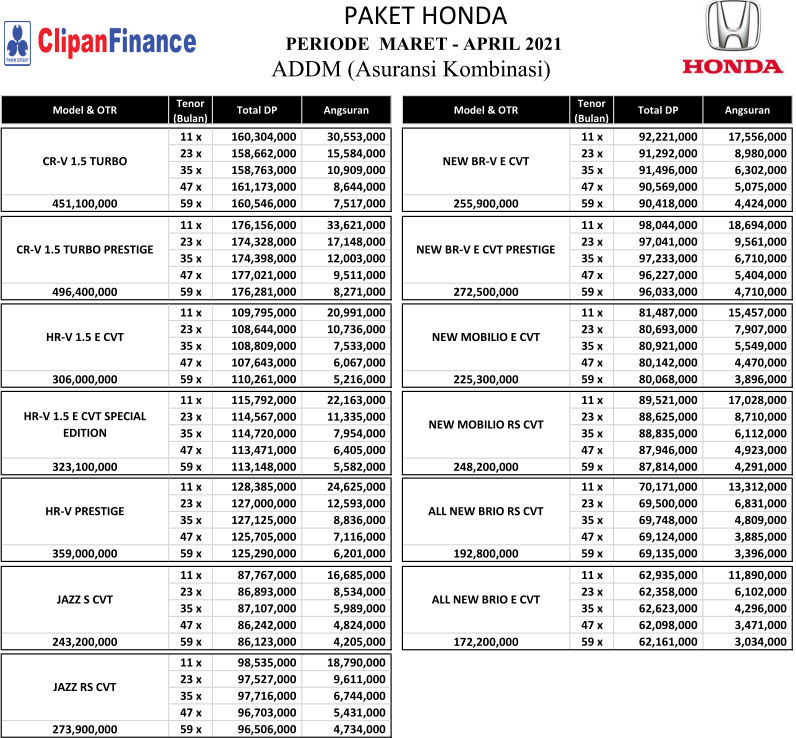 PANIN GROUP
ClipanFinance
PAKET HONDA
PERIODE MARET - APRIL 2021
ADDM (Asuransi Kombinasi)
HONDA
Model & OTR Tenor (Bulan) Total DP Angsuran
CR-V 1.5 TURBO
11 x 160,304,000 30,553,000
23 x 158,662,000 15,584,000
35 x 158,763,000 10,909,000
47 x 161,173,000 8,644,000
451,100,000 59 x 160,546,000 7,517,000
CR-V 1.5 TURBO PRESTIGE
11 x 176,156,000 33,621,000
23 x 174,328,000 17,148,000
35 x 174,398,000 12,003,000
47 x 177,021,000 9,511,000
496,400,000 59 x 176,281,000 8,271,000
HR-V 1.5 E CVT
11 x 109,795,000 20,991,000
23 x 108,644,000 10,736,000
35 x 108,809,000 7,533,000
47 x 107,643,000 6,067,000
306,000,000 59 x 110,261,000 5,216,000
HR-V 1.5 E CVT SPECIAL
EDITION
11 x 115,792,000 22,163,000
23 x 114,567,000 11,335,000
35 x 114,720,000 7,954,000
47 x 113,471,000 6,405,000
323,100,000 59 x 113,148,000 5,582,000
HR-V PRESTIGE
11 x 128,385,000 24,625,000
23 x 127,000,000 12,593,000
35 x 127,125,000 8,836,000
47 x 125,705,000 7,116,000
359,000,000 59 x 125,290,000 6,201,000
JAZZ S CVT
11 x 87,767,000 16,685,000
23 x 86,893,000 8,534,000
35 x 87,107,000 5,989,000
47 x 86,242,000 4,824,000
243,200,000 59 x 86,123,000 4,205,000
JAZZ RS CVT
11 x 98,535,000 18,790,000
23 x 97,527,000 9,611,000
35 x 97,716,000 6,744,000
47 x 96,703,000 5,431,000
273,900,000 59 x 96,506,000 4,734,000
Model & OTR Tenor (Bulan) Total DP Angsuran
NEW BR-V E CVT
11 x 92,221,000 17,556,000
23 x 91,292,000 8,980,000
35 x 91,496,000 6,302,000
47 x 90,569,000 5,075,000
255,900,000 59 x 90,418,000 4,424,000
NEW BR-V E CVT PRESTIGE
11 x 98,044,000 18,694,000
23 x 97,041,000 9,561,000
35 x 97,233,000 6,710,000
47 x 96,227,000 5,404,000
272,500,000 59 x 96,033,000 4,710,000
NEW MOBILIO E CVT
11 x 81,487,000 15,457,000
23 x 80,693,000 7,907,000
35 x 80,921,000 5,549,000
47 x 80,142,000 4,470,000
225,300,000 59 x 80,068,000 3,896,000
NEW MOBILIO RS CVT
11 x 89,521,000 17,028,000
23 x 88,625,000 8,710,000
35 x 88,835,000 6,112,000
47 x 87,946,000 4,923,000
248,200,000 59 x 87,814,000 4,291,000
ALL NEW BRIO RS CVT
11 x 70,171,000 13,312,000
23 x 69,500,000 6,831,000
35 x 69,748,000 4,809,000
47 x 69,124,000 3,885,000
192,800,000 59 x 69,135,000 3,396,000
ALL NEW BRIO E CVT
11 x 62,935,000 11,890,000
23 x 62,358,000 6,102,000
35 x 62,623,000 4,296,000
47 x 62,098,000 3,471,000
172,200,000 59 x 62,161,000 3,034,000